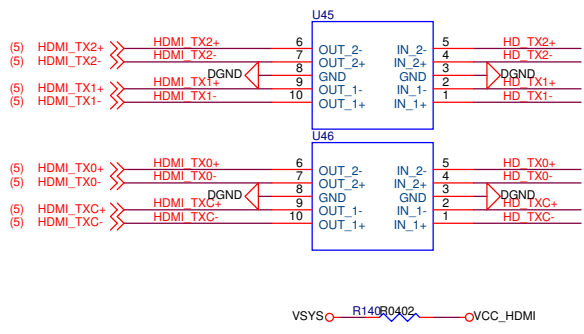 U45
(5) HDMI_TX2+ HDMI_TX2+ 6 OUT_2- IN_2- 5 HD_TX2+
(5) HDMI_TX2- HDMI_TX2- 7 OUT_2+ IN_2+ 4 HD_TX2-
DGND 8 GND GND 3 DGND
(5) HDMI_TX1+ HDMI_TX1+ 9 OUT_1- IN_1- 2 HD_TX1+
(5) HDMI_TX1- HDMI_TX1- 10 OUT_1+ IN_1+ 1 HD_TX1-
U46
(5) HDMI_TX0+ HDMI_TX0+ 6 OUT_2- IN_2- 5 HD_TX0+
(5) HDMI_TX0- HDMI_TX0- 7 OUT_2+ IN_2+ 4 HD_TX0-
DGND 8 GND GND 3 DGND
(5) HDMI_TXC+ HDMI_TXC+ 9 OUT_1- IN_1- 2 HD_TXC+
(5) HDMI_TXC- HDMI_TXC- 10 OUT_1+ IN_1+ 1 HD_TXC-
VSYS R140 R0402 VCC_HDMI